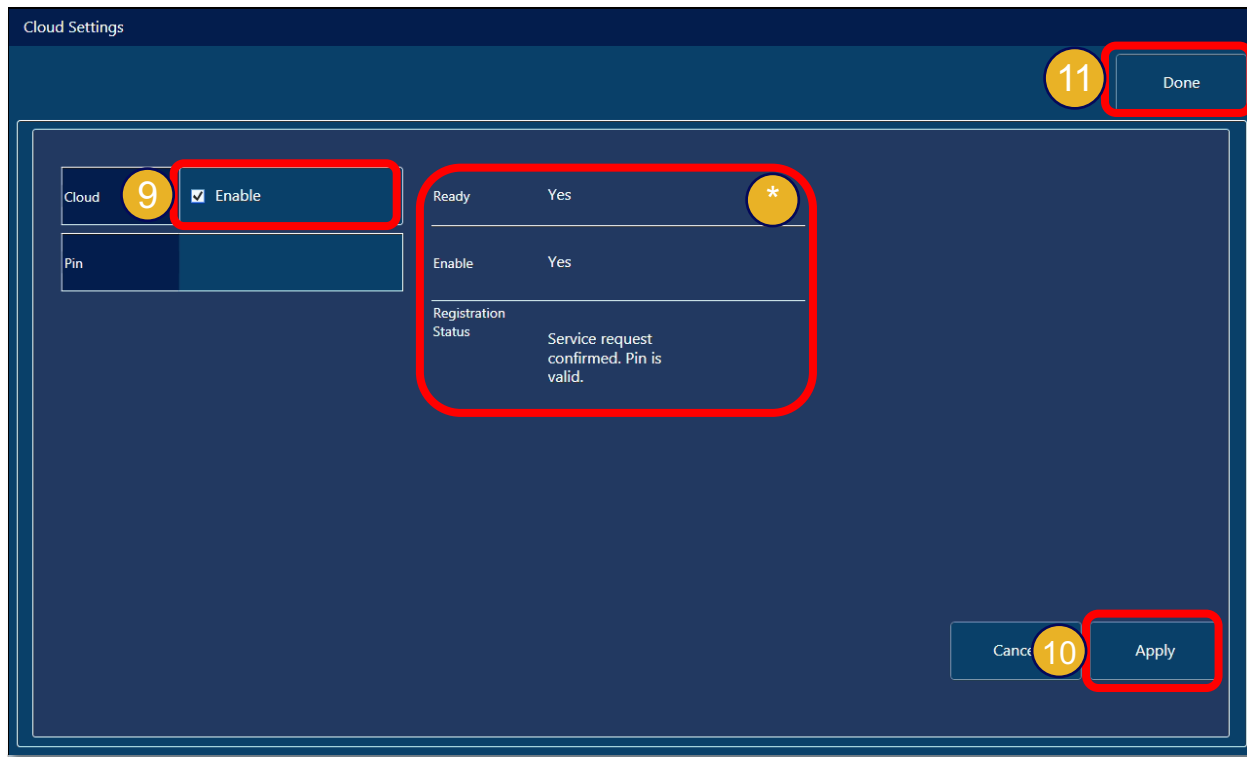 Cloud Settings
11
Done
Cloud
9
Enable
Ready
Yes
*
Pin
Enable
Yes
Registration
Status
Service request
confirmed. Pin is
valid.
Cance
10
Apply